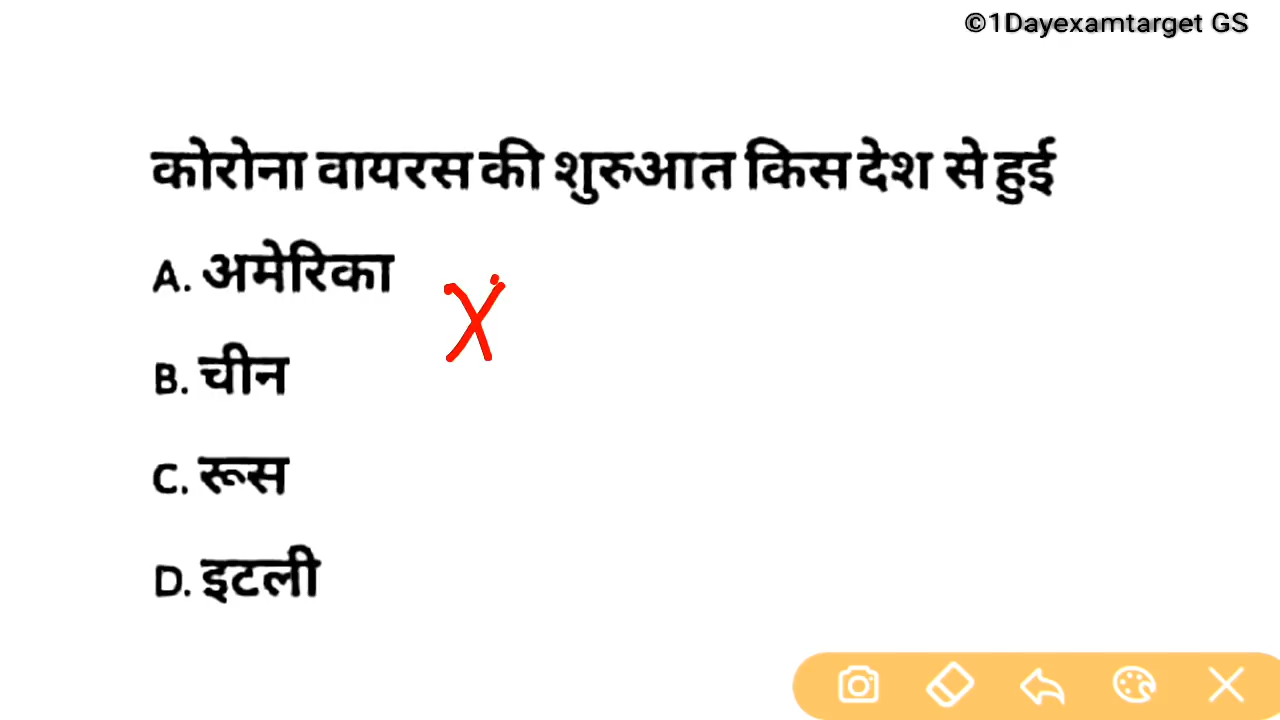 ©1Dayexamtarget GS
कोरोना वायरस की शुरुआत किस देश से हुई
A. अमेरिका
X
B. चीन
C. रूस
D. इटली